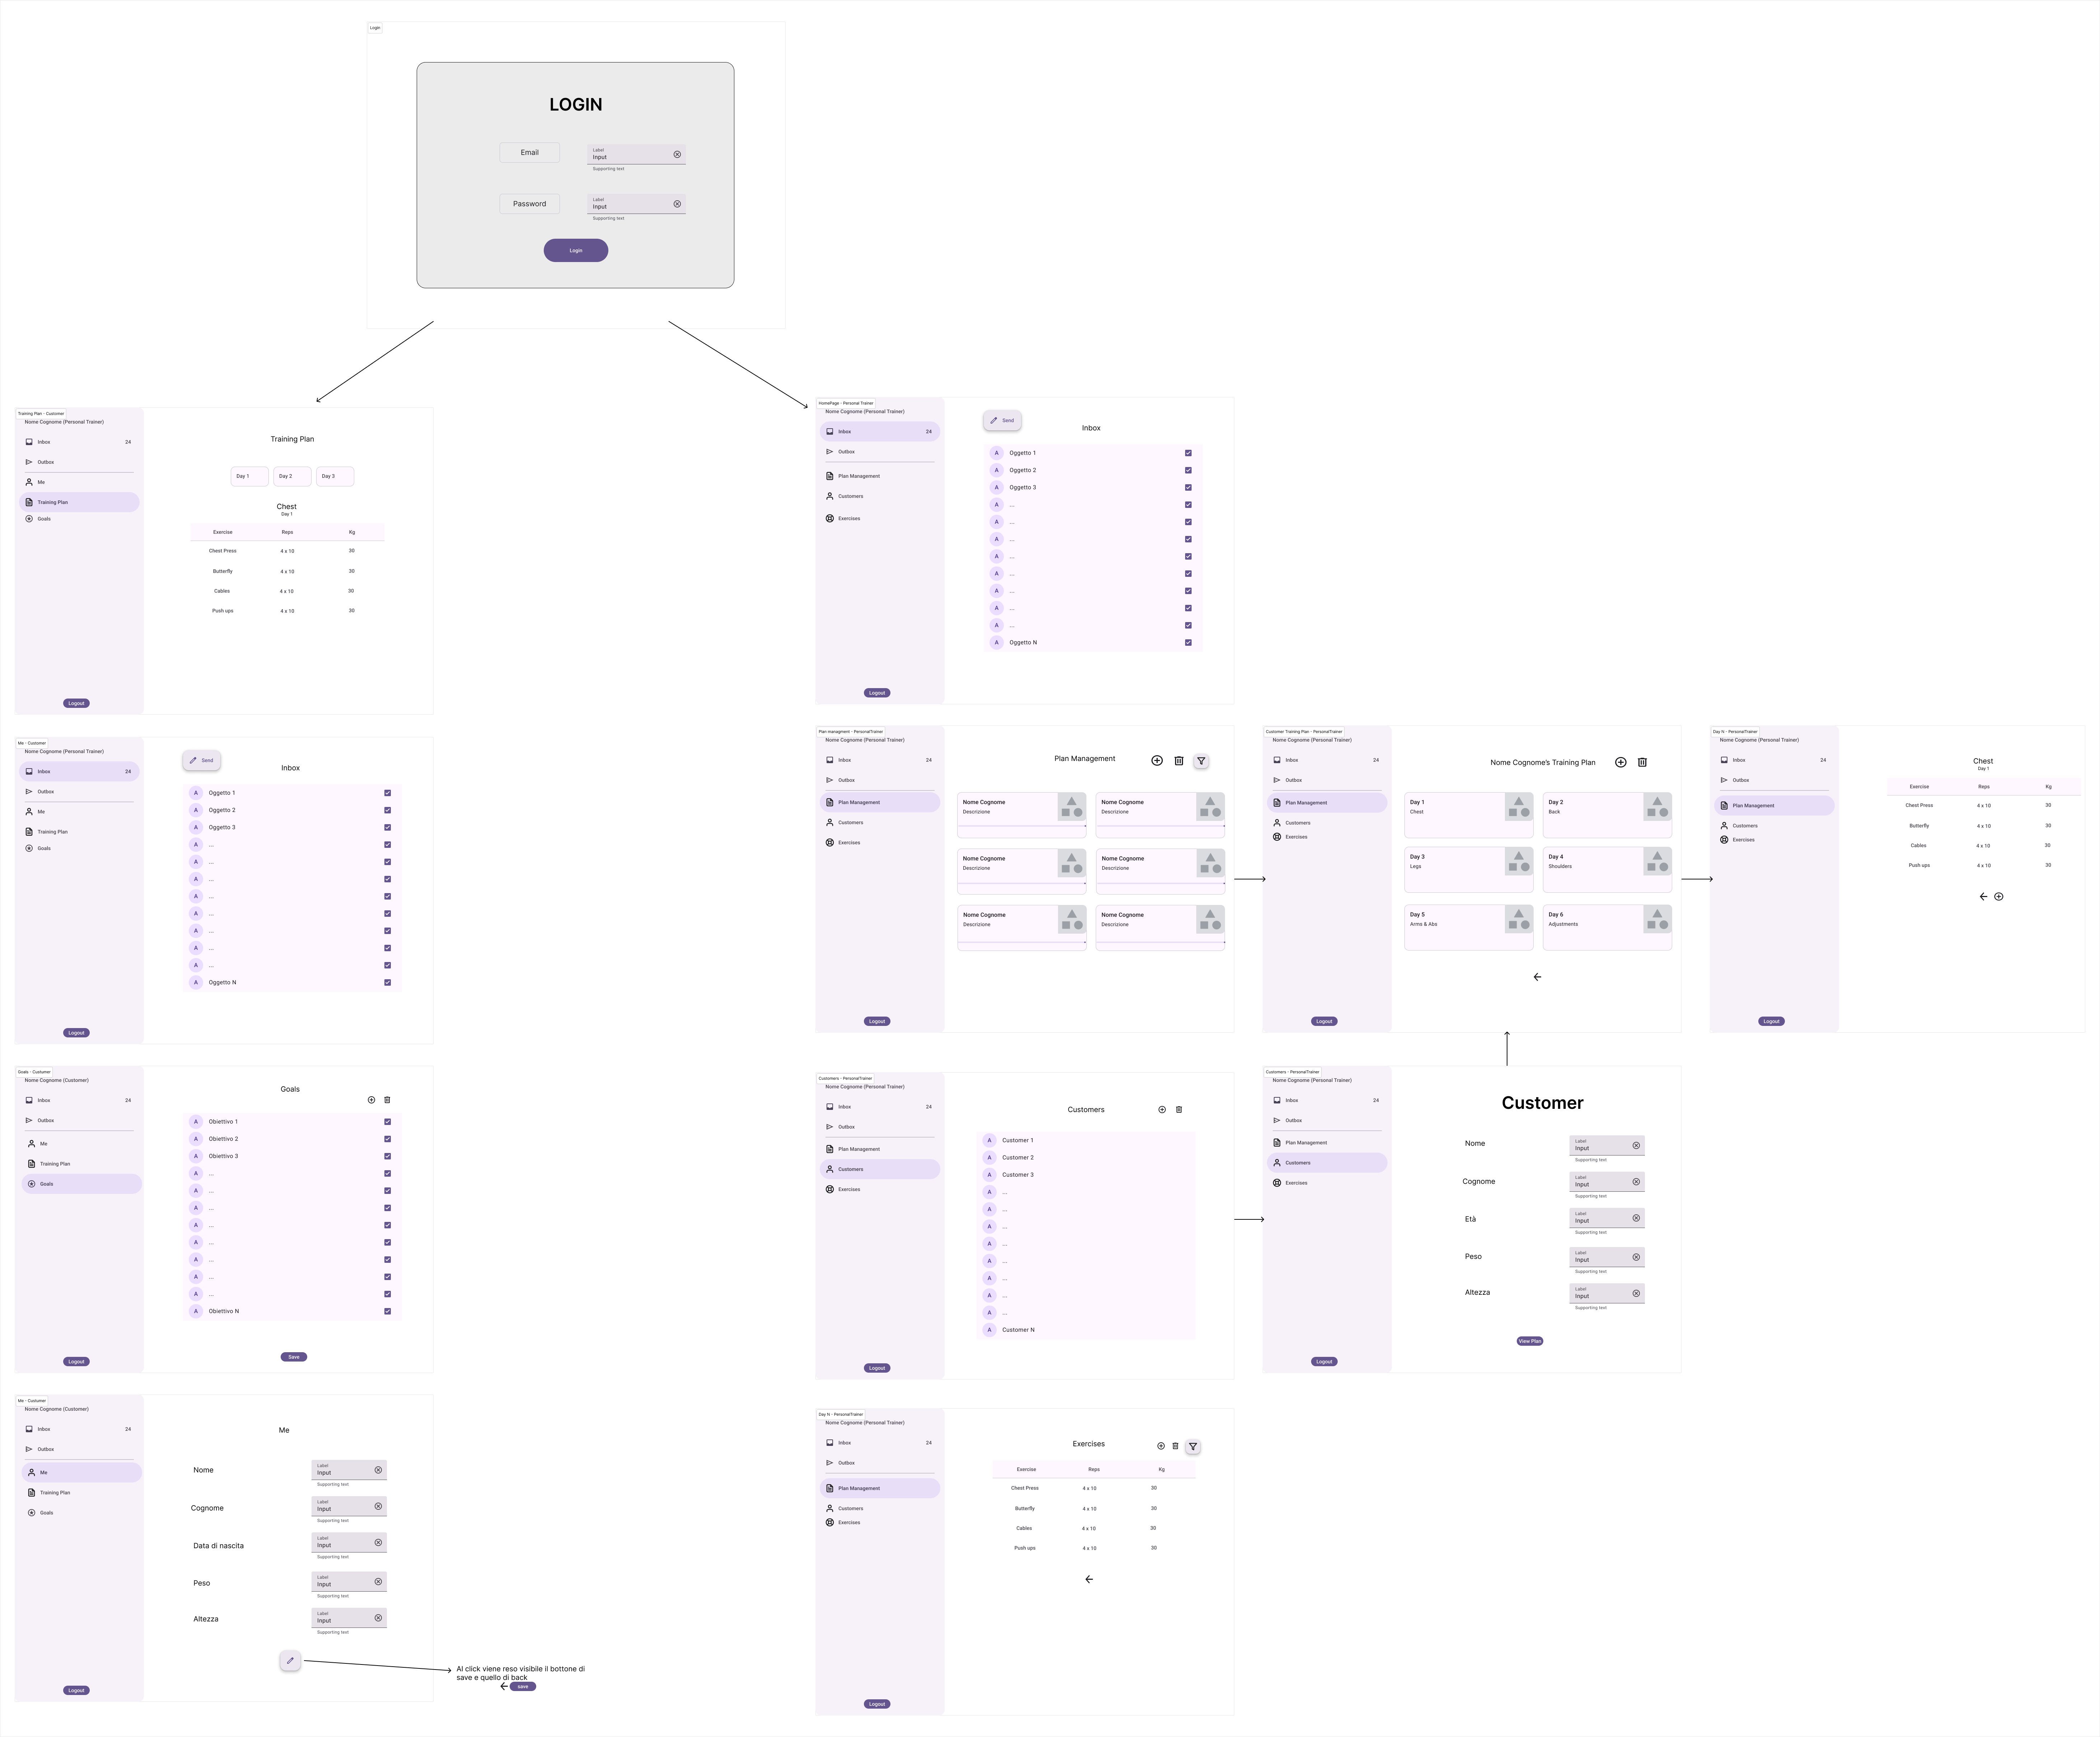 Login
LOGIN
Email
Label
Input
Supporting text
Password
Label
Input
Supporting text
Login
Training Plan - Customer
Nome Cognome (Personal Trainer)
Inbox 24
Outbox
Me
Training Plan
Goals
Logout
Training Plan
Day 1 Day 2 Day 3
Chest
Day 1
Exercise Reps Kg
Chest Press 4 x 10 30
Butterfly 4 x 10 30
Cables 4 x 10 30
Push ups 4 x 10 30
HomePage - Personal Trainer
Nome Cognome (Personal Trainer)
Inbox 24
Outbox
Plan Management
Customers
Exercises
Logout
Send
Inbox
A Oggetto 1
A Oggetto 2
A Oggetto 3
A ...
A ...
A ...
A ...
A ...
A ...
A ...
A ...
A Oggetto N
Me - Customer
Nome Cognome (Personal Trainer)
Inbox 24
Outbox
Me
Training Plan
Goals
Logout
Send
Inbox
A Oggetto 1
A Oggetto 2
A Oggetto 3
A ...
A ...
A ...
A ...
A ...
A ...
A ...
A ...
A Oggetto N
Plan managment - PersonalTrainer
Nome Cognome (Personal Trainer)
Inbox 24
Outbox
Plan Management
Customers
Exercises
Logout
Plan Management
Nome Cognome
Descrizione
Nome Cognome
Descrizione
Nome Cognome
Descrizione
Nome Cognome
Descrizione
Nome Cognome
Descrizione
Nome Cognome
Descrizione
Customer Training Plan - PersonalTrainer
Nome Cognome (Personal Trainer)
Inbox 24
Outbox
Plan Management
Customers
Exercises
Logout
Nome Cognome's Training Plan
Day 1
Chest
Day 2
Back
Day 3
Legs
Day 4
Shoulders
Day 5
Arms & Abs
Day 6
Adjustments
Day N - PersonalTrainer
Nome Cognome (Personal Trainer)
Inbox 24
Outbox
Plan Management
Customers
Exercises
Logout
Chest
Day 1
Exercise Reps Kg
Chest Press 4 x 10 30
Butterfly 4 x 10 30
Cables 4 x 10 30
Push ups 4 x 10 30
Goals - Custumer
Nome Cognome (Customer)
Inbox 24
Outbox
Me
Training Plan
Goals
Logout
Goals
A Obiettivo 1
A Obiettivo 2
A Obiettivo 3
A ...
A ...
A ...
A ...
A ...
A ...
A ...
A ...
A Obiettivo N
Save
Customers - PersonalTrainer
Nome Cognome (Personal Trainer)
Inbox 24
Outbox
Plan Management
Customers
Exercises
Logout
Customers
A Customer 1
A Customer 2
A Customer 3
A ...
A ...
A ...
A ...
A ...
A ...
A ...
A ...
A Customer N
Customers - PersonalTrainer
Nome Cognome (Personal Trainer)
Inbox 24
Outbox
Plan Management
Customers
Exercises
Logout
Customer
Nome
Label
Input
Supporting text
Cognome
Label
Input
Supporting text
Età
Label
Input
Supporting text
Peso
Label
Input
Supporting text
Altezza
Label
Input
Supporting text
View Plan
Me - Custumer
Nome Cognome (Customer)
Inbox 24
Outbox
Me
Training Plan
Goals
Logout
Me
Nome
Label
Input
Supporting text
Cognome
Label
Input
Supporting text
Data di nascita
Label
Input
Supporting text
Peso
Label
Input
Supporting text
Altezza
Label
Input
Supporting text
Al click viene reso visibile il bottone di
save e quello di back
save
Day N - PersonalTrainer
Nome Cognome (Personal Trainer)
Inbox 24
Outbox
Plan Management
Customers
Exercises
Logout
Exercises
Exercise Reps Kg
Chest Press 4 x 10 30
Butterfly 4 x 10 30
Cables 4 x 10 30
Push ups 4 x 10 30